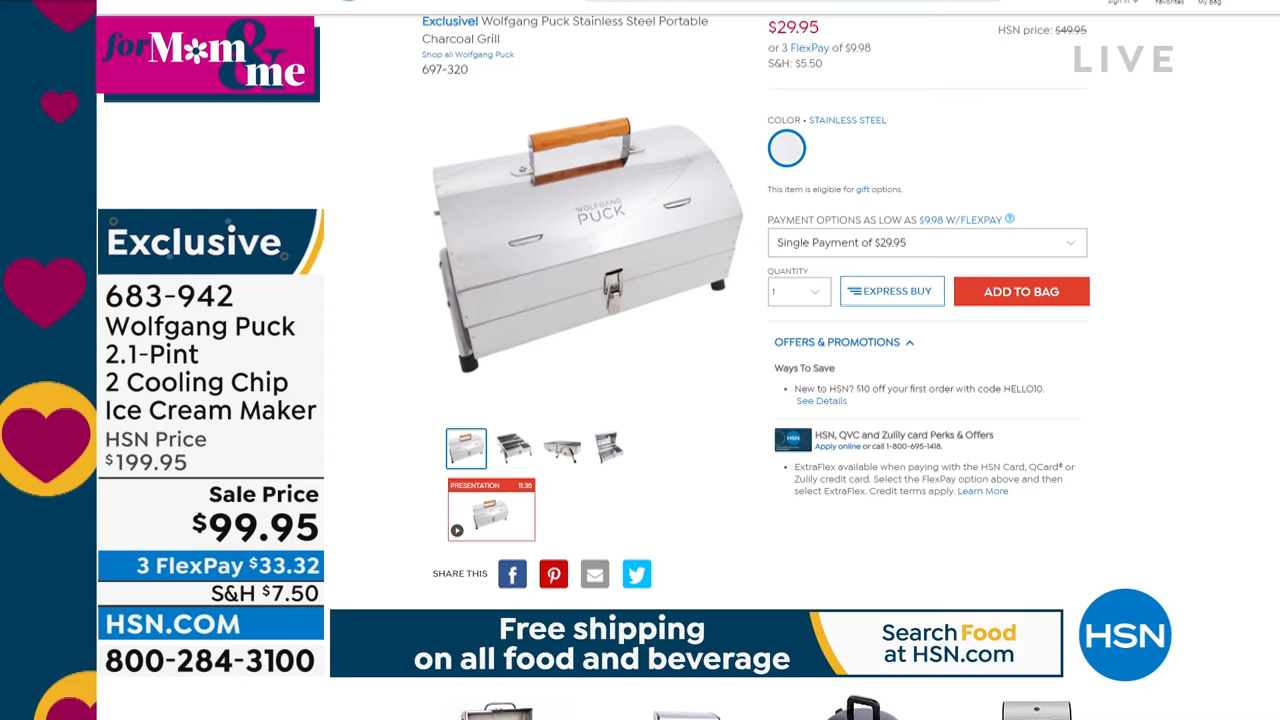 for Mom
& me
Exclusive
683-942
Wolfgang Puck
2.1-Pint
2 Cooling Chip
Ice Cream Maker
HSN Price
$199.95
Sale Price
$99.95
3 FlexPay $33.32
S&H $7.50
HSN.COM
800-284-3100
Sign In
Favorites
My Bag
Exclusive! Wolfgang Puck Stainless Steel Portable
Charcoal Grill
Shop all Wolfgang Puck
697-320
WOLFGANG
PUCK
PRESENTATION 11:35
SHARE THIS
$29.95
HSN price: $49.95
or 3 FlexPay of $9.98
S&H: $5.50
LIVE
COLOR • STAINLESS STEEL
This item is eligible for gift options.
PAYMENT OPTIONS AS LOW AS $9.98 W/FLEXPAY
Single Payment of $29.95
QUANTITY
1
EXPRESS BUY
ADD TO BAG
OFFERS & PROMOTIONS
Ways To Save
• New to HSN? $10 off your first order with code HELLO10.
See Details
HSN
HSN, QVC and Zulily card Perks & Offers
Apply online or call 1-800-695-1418.
• ExtraFlex available when paying with the HSN Card, QCard® or
Zulily credit card. Select the FlexPay option above and then
select ExtraFlex. Credit terms apply. Learn More
Free shipping
on all food and beverage
Search Food
at HSN.com
HSN